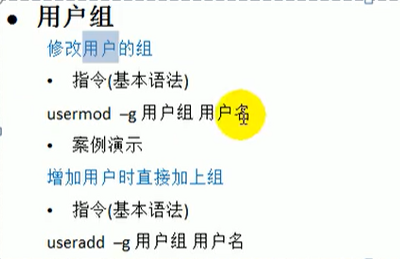 • 用户组
修改用户的组
• 指令(基本语法)
usermod –g 用户组 用户名
• 案例演示
增加用户时直接加上组
• 指令(基本语法)
useradd –g 用户组 用户名